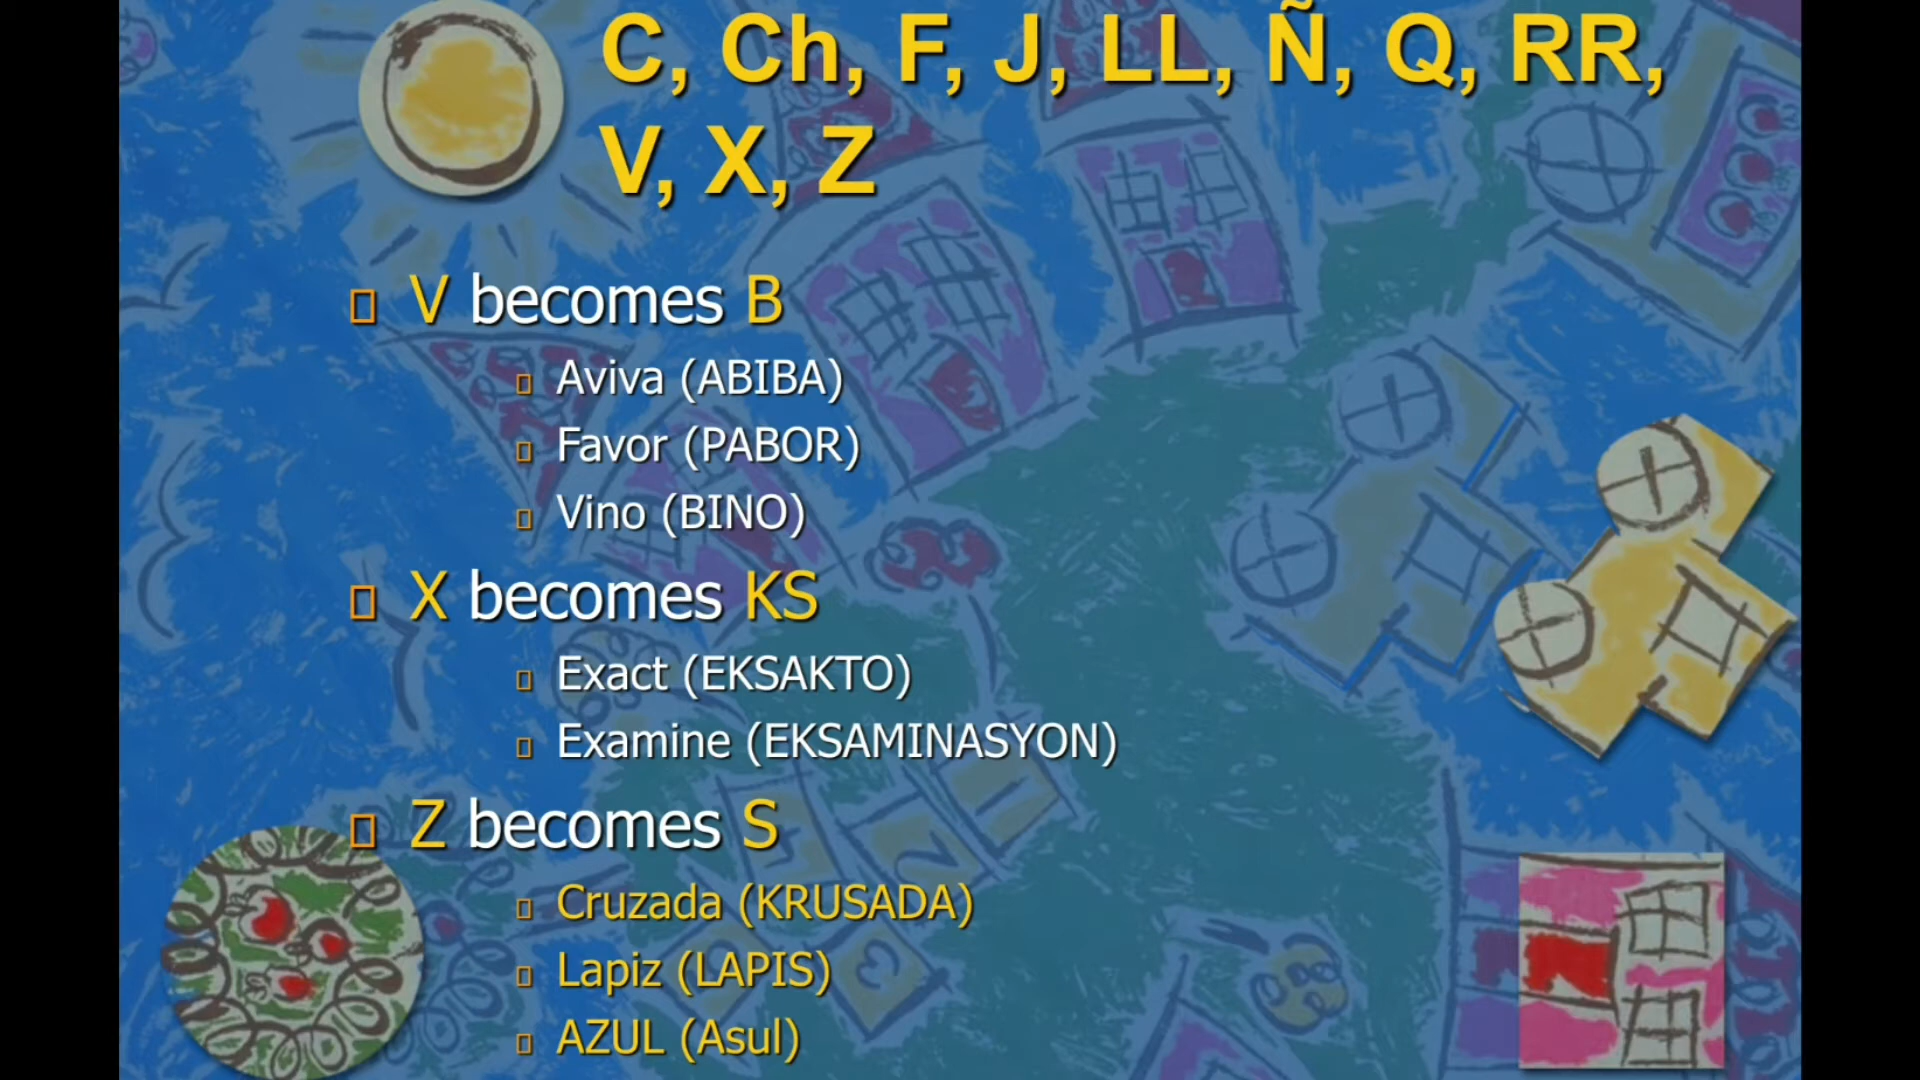 C, Ch, F, J, LL, Ñ, Q, RR,
V, X, Z
V becomes B
Aviva (ABIBA)
Favor (PABOR)
Vino (BINO)
X becomes KS
Exact (EKSAKTO)
Examine (EKSAMINASYON)
Z becomes S
Cruzada (KRUSADA)
Lapiz (LAPIS)
AZUL (Asul)